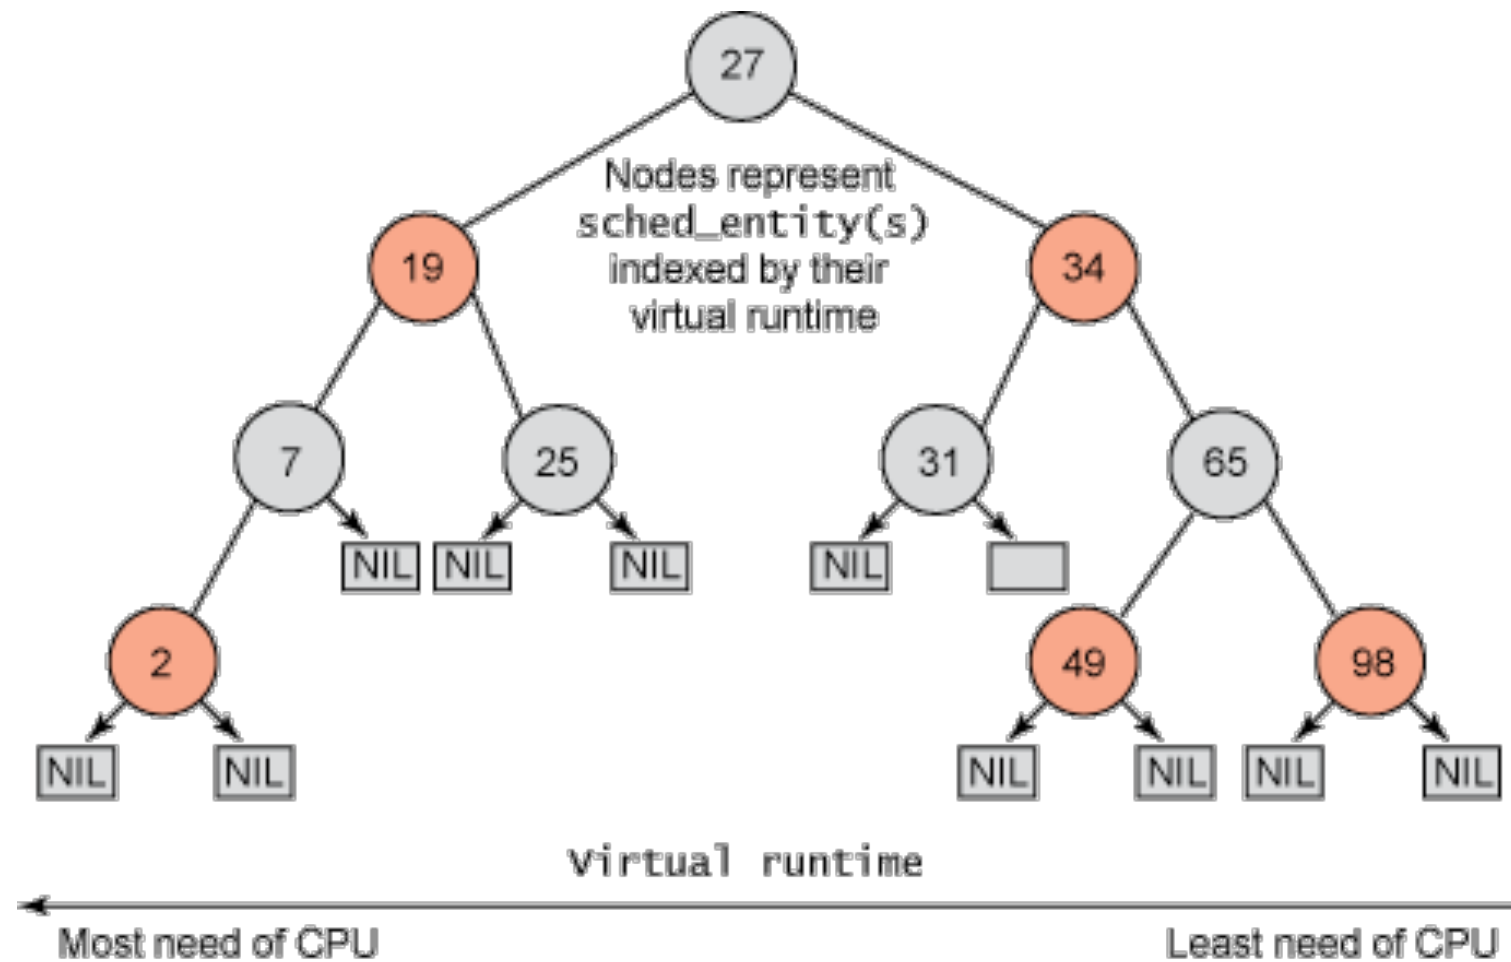 27
Nodes represent
sched_entity(s)
indexed by their
virtual runtime
19
34
7
25
31
65
NIL
NIL
NIL
NIL
2
49
98
NIL
NIL
NIL
NIL
NIL
NIL
Virtual runtime
Most need of CPU
Least need of CPU